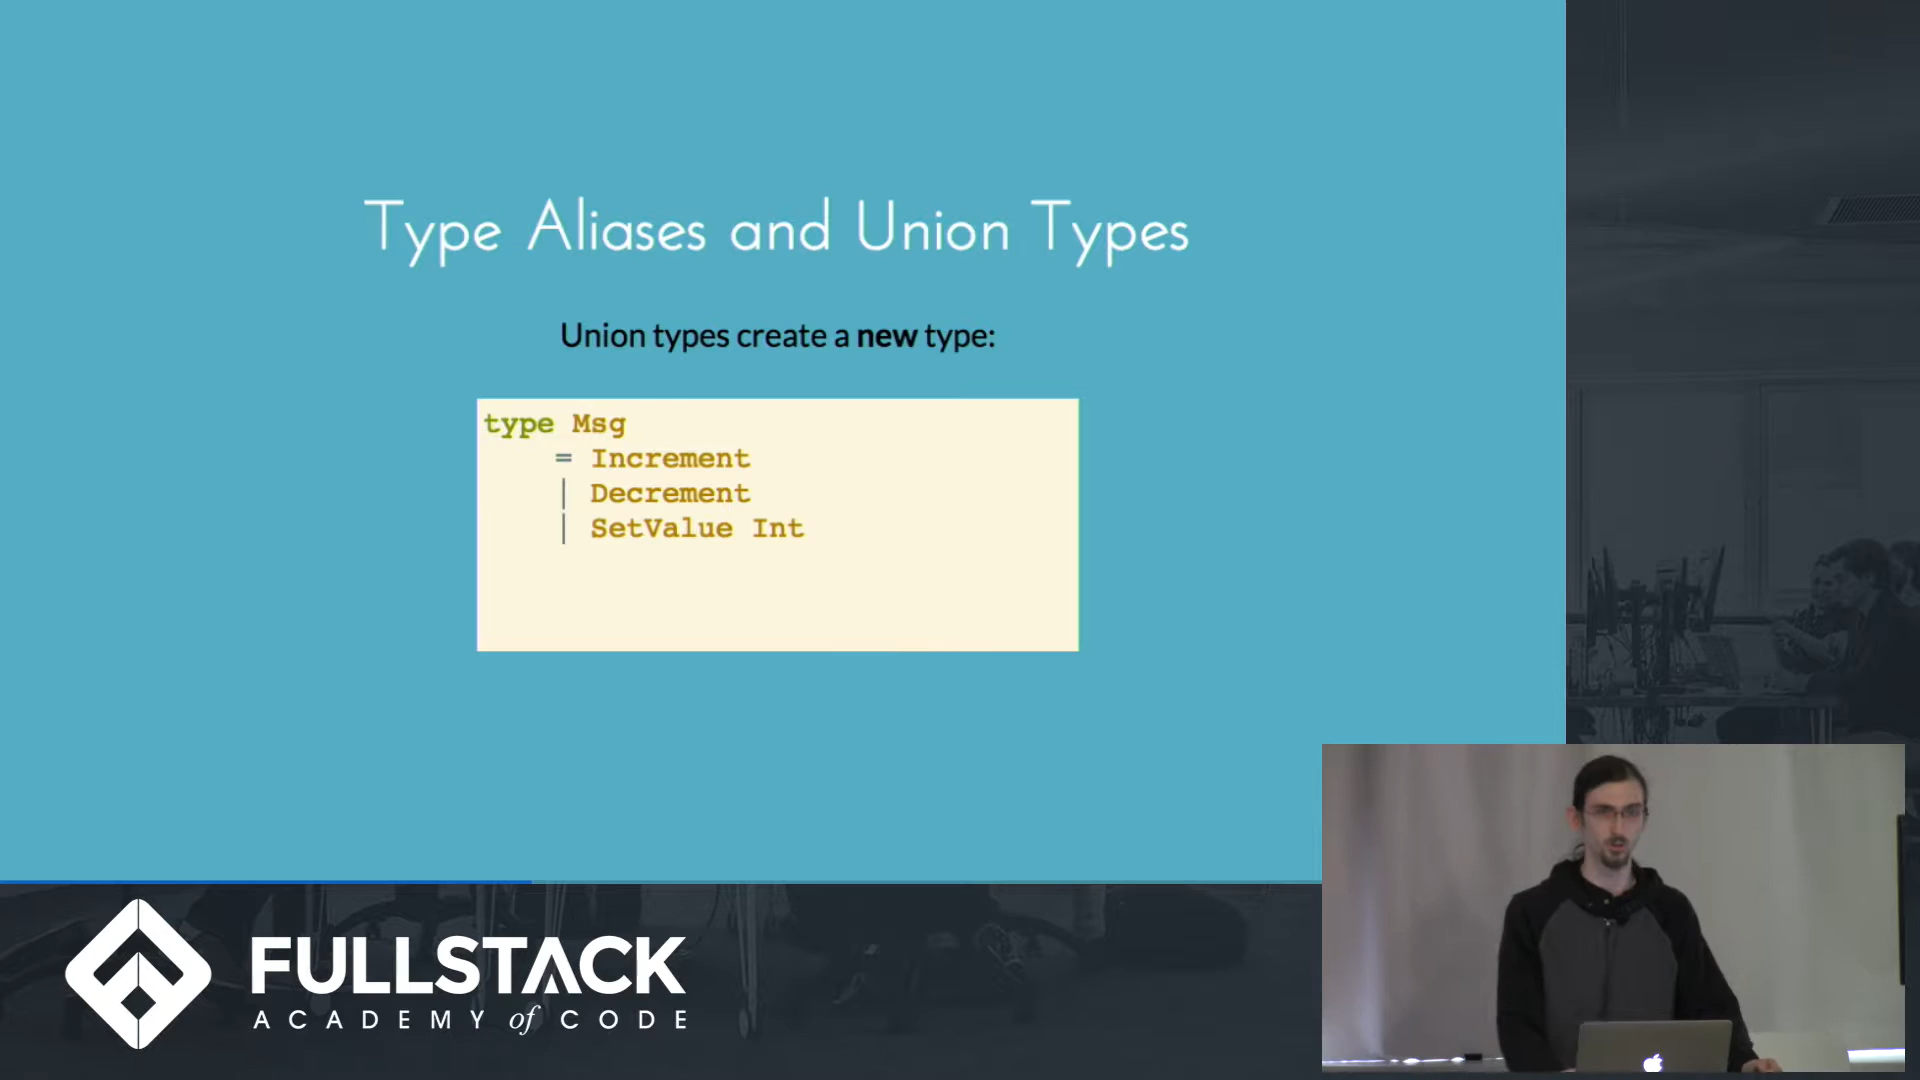 Type Aliases and Union Types
Union types create a new type:
type Msg
= Increment
| Decrement
| SetValue Int
FULLSTACK
ACADEMY of CODE